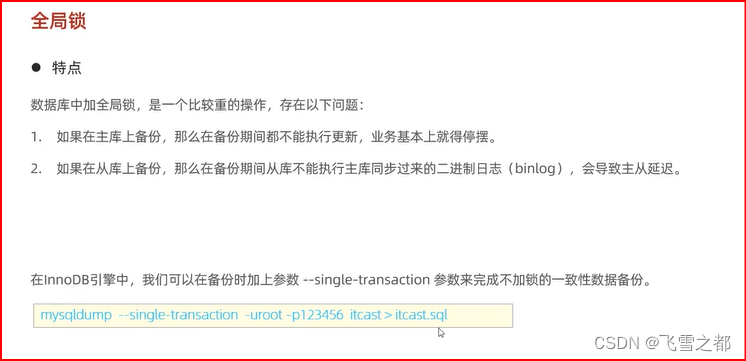 全局锁
● 特点
数据库中加全局锁，是一个比较重的操作，存在以下问题：
1. 如果在主库上备份，那么在备份期间都不能执行更新，业务基本上就得停摆。
2. 如果在从库上备份，那么在备份期间从库不能执行主库同步过来的二进制日志（binlog），会导致主从延迟。
在InnoDB引擎中，我们可以在备份时加上参数 --single-transaction 参数来完成不加锁的一致性数据备份。
mysqldump --single-transaction -uroot –p123456 itcast > itcast.sql
CSDN @飞雪之都